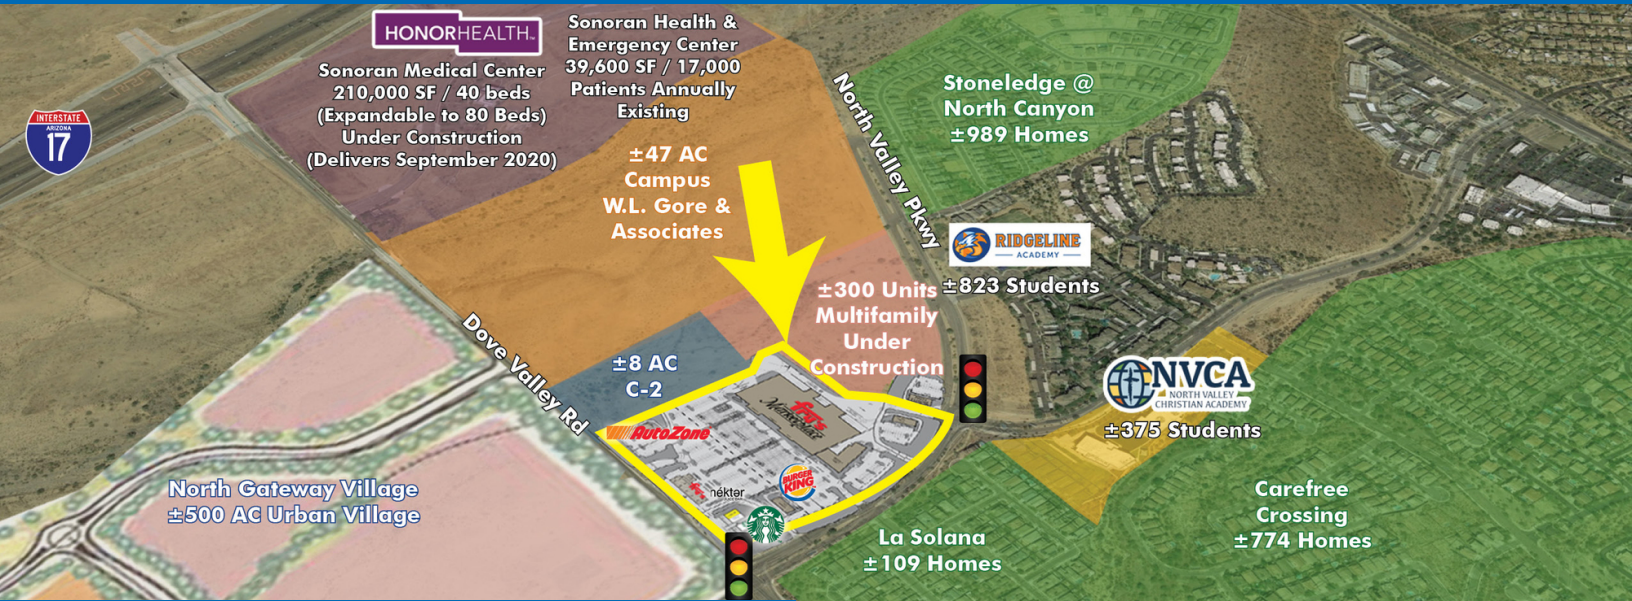 HONORHEALTH
Sonoran Medical Center
210,000 SF / 40 beds
(Expandable to 80 Beds)
Under Construction
(Delivers September 2020)
Sonoran Health &
Emergency Center
39,600 SF / 17,000
Patients Annually
Existing
INTERSTATE
ARIZONA
17
±47 AC
Campus
W.L. Gore &
Associates
North Valley Pkwy
Stoneledge @
North Canyon
±989 Homes
RIDGELINE
ACADEMY
±823 Students
±300 Units
Multifamily
Under
Construction
Dove Valley Rd
±8 AC
C-2
NVCA
NORTH VALLEY
CHRISTIAN ACADEMY
±375 Students
fry's
Marketplace
AutoZone
BURGER
KING
nékter
North Gateway Village
±500 AC Urban Village
La Solana
±109 Homes
Carefree
Crossing
±774 Homes